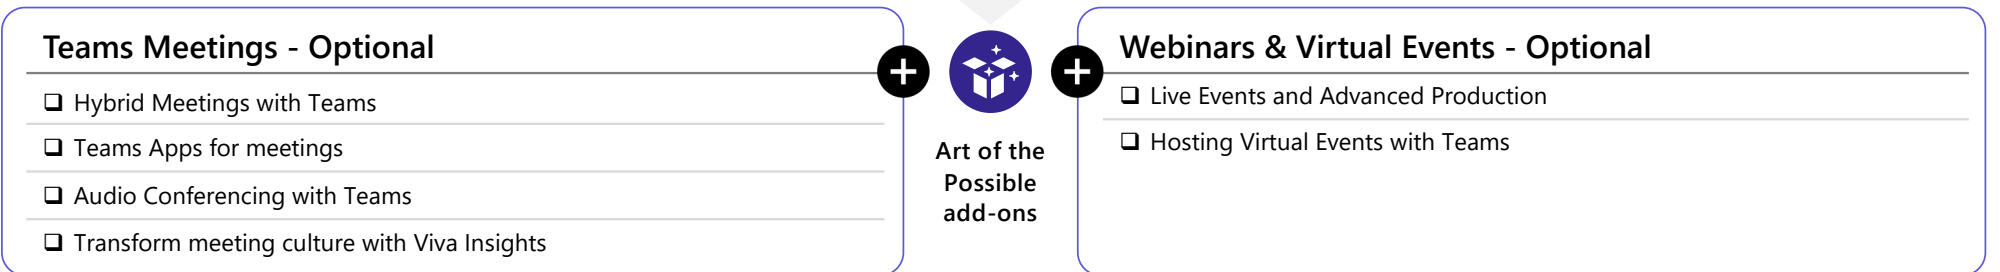 Teams Meetings - Optional
Hybrid Meetings with Teams
Teams Apps for meetings
Audio Conferencing with Teams
Transform meeting culture with Viva Insights
Art of the
Possible
add-ons
Webinars & Virtual Events - Optional
Live Events and Advanced Production
Hosting Virtual Events with Teams